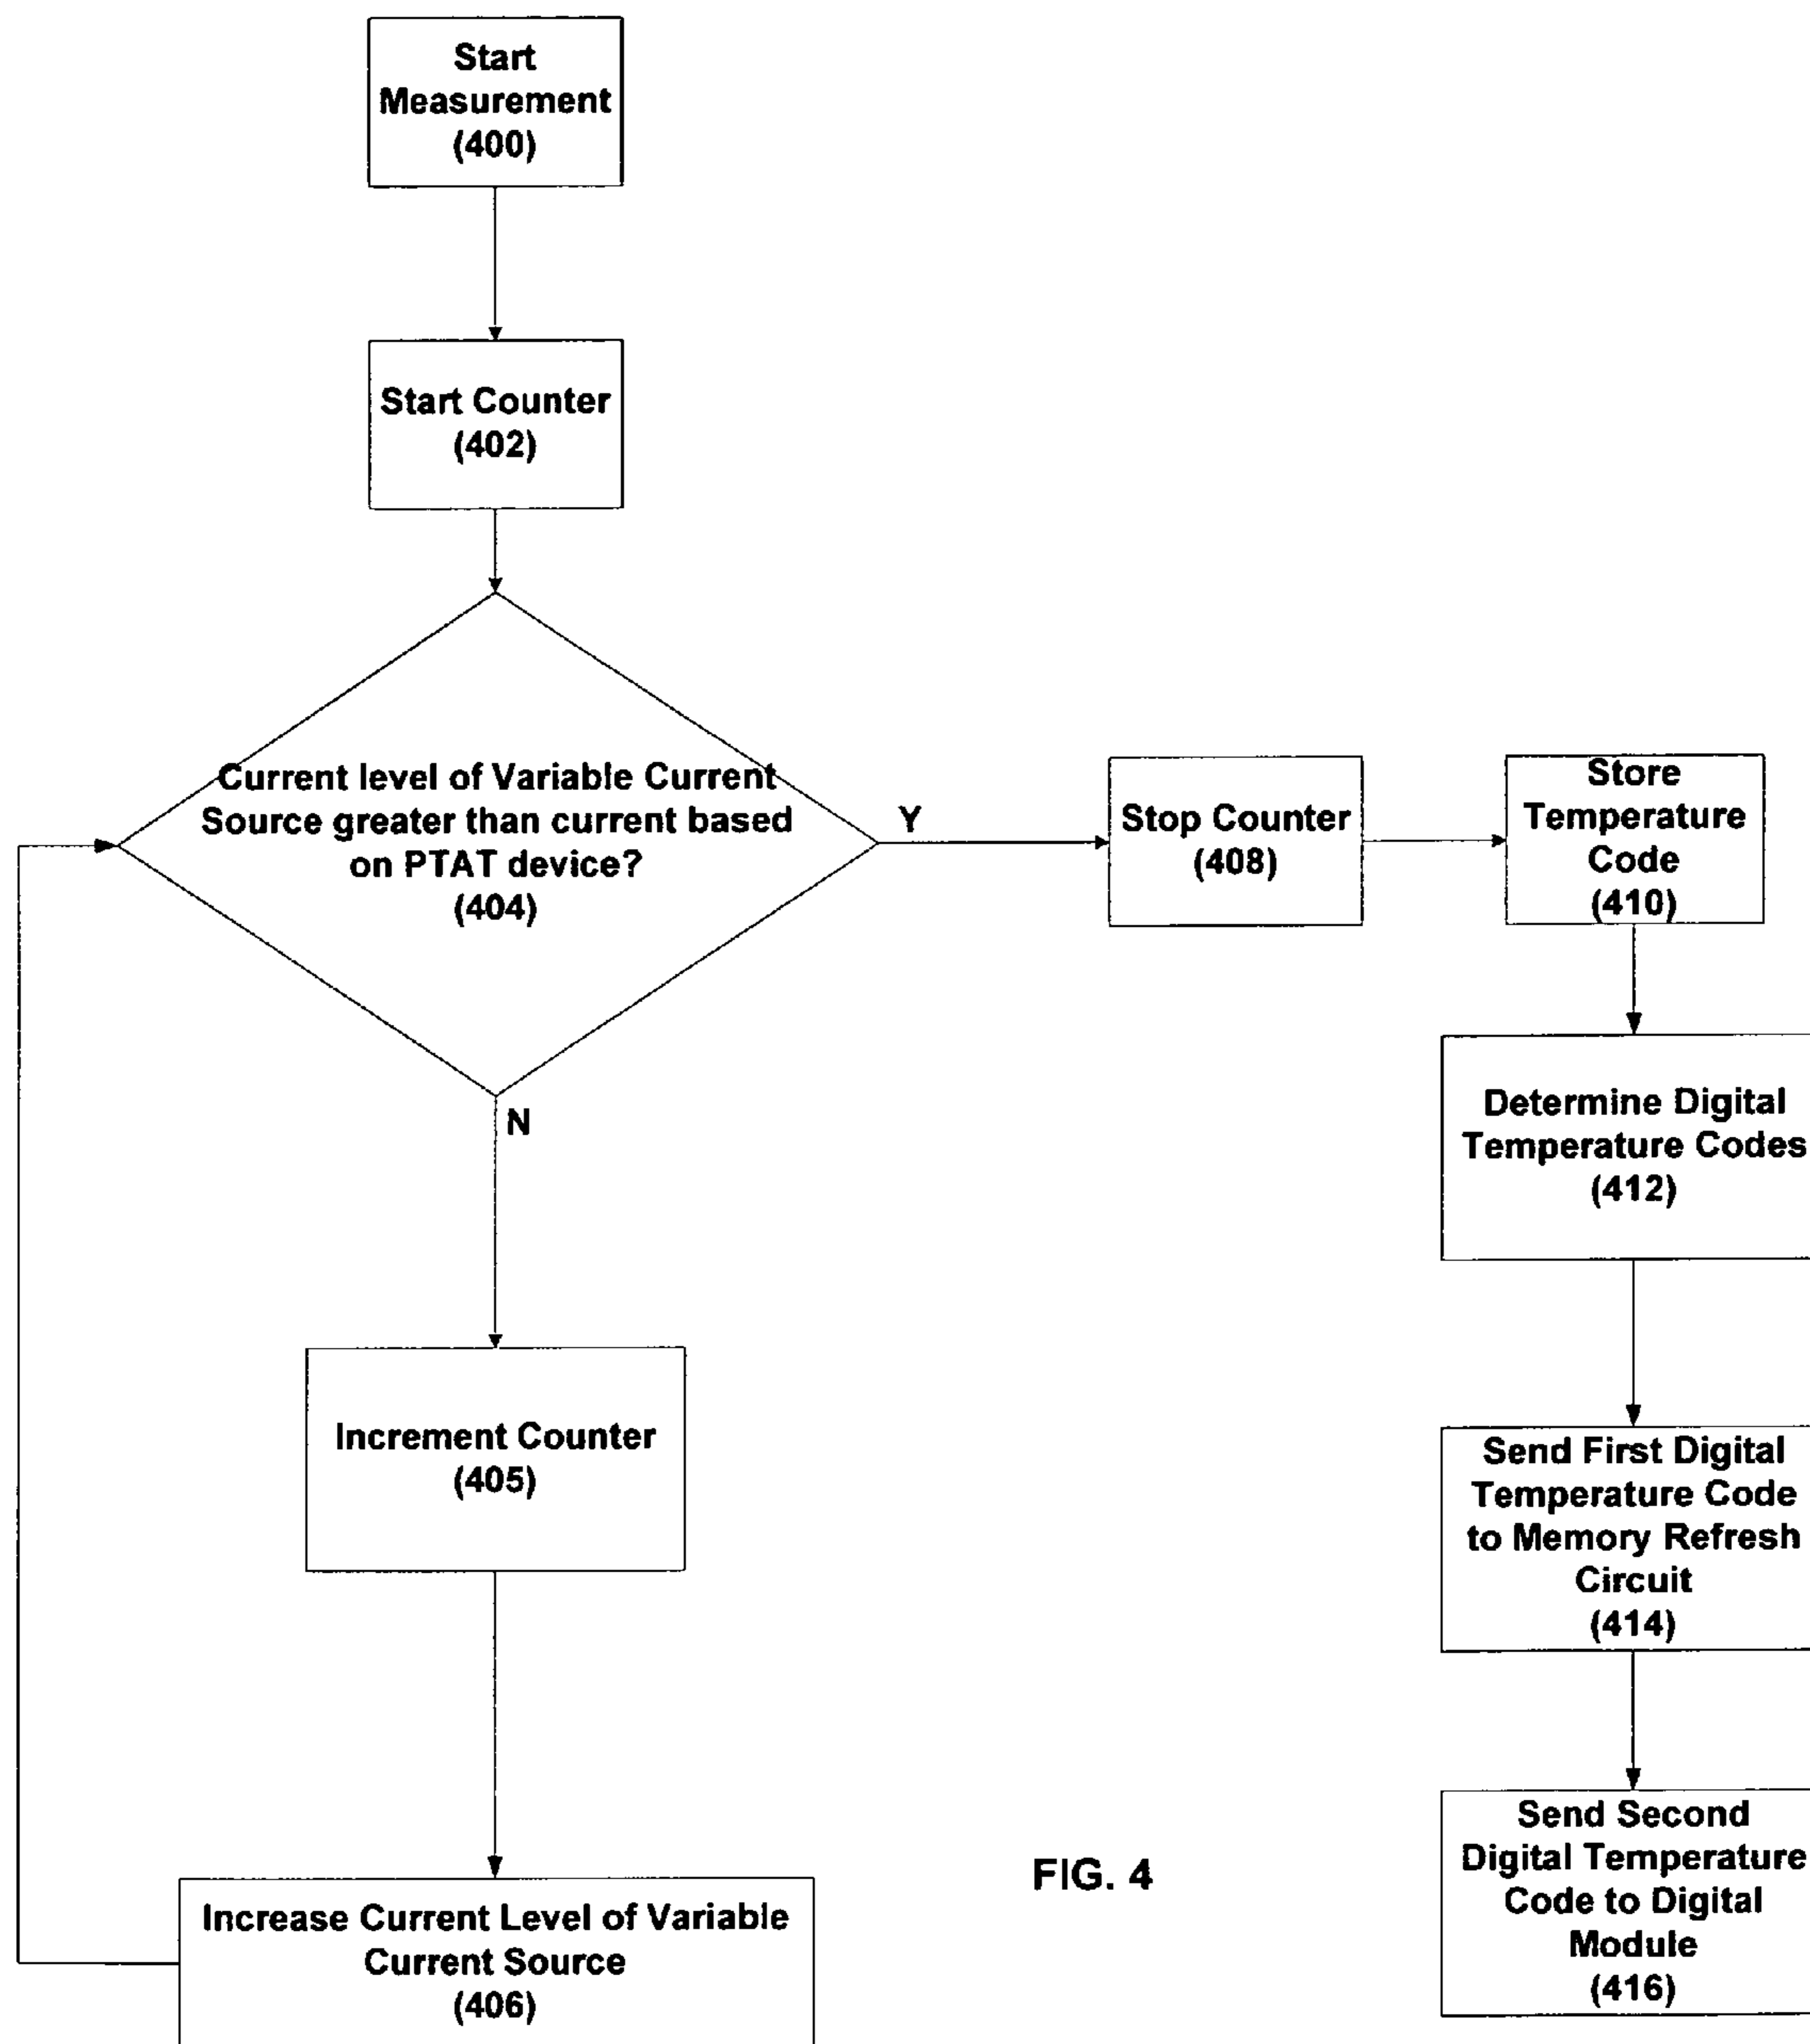 Start
Measurement
(400)
Start Counter
(402)
Current level of Variable Current
Source greater than current based
on PTAT device?
(404)
Y
N
Stop Counter
(408)
Store
Temperature
Code
(410)
Determine Digital
Temperature Codes
(412)
Increment Counter
(405)
Send First Digital
Temperature Code
to Memory Refresh
Circuit
(414)
Increase Current Level of Variable
Current Source
(406)
Send Second
Digital Temperature
Code to Digital
Module
(416)
FIG. 4